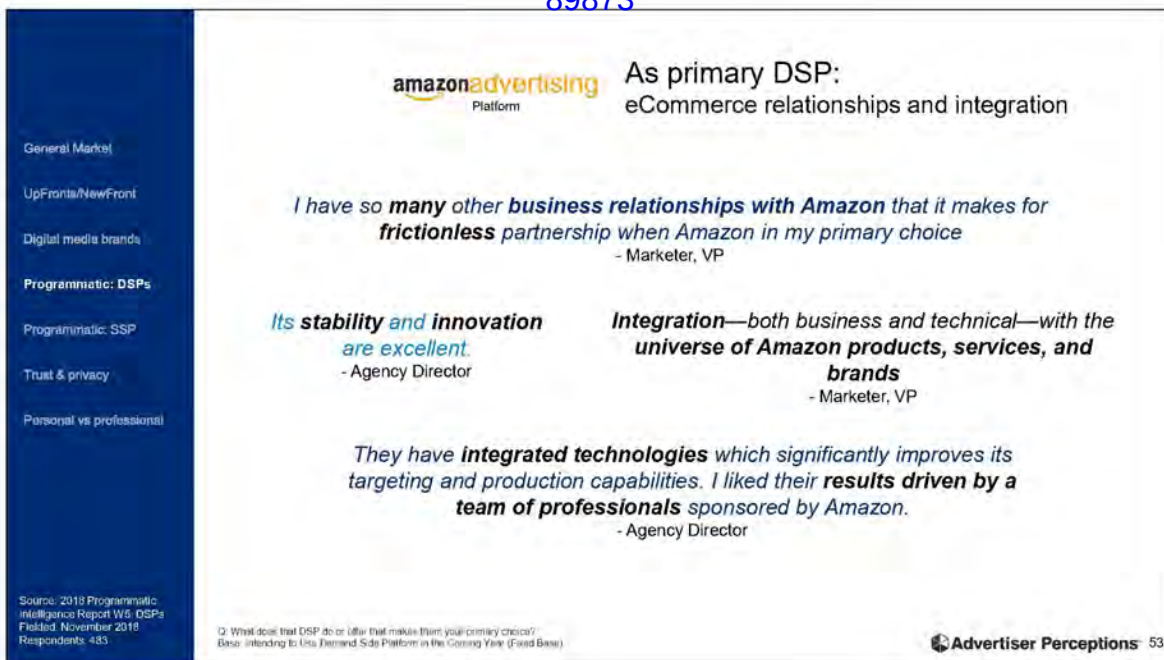 89873
amazonadvertising
Platform
As primary DSP:
eCommerce relationships and integration
General Market
UpFronts/NewFront
Digital media brands
Programmatic: DSPs
Programmatic: SSP
Trust & privacy
Personal vs professional
I have so many other business relationships with Amazon that it makes for
frictionless partnership when Amazon in my primary choice
- Marketer, VP
Its stability and innovation
are excellent.
- Agency Director
Integration—both business and technical—with the
universe of Amazon products, services, and
brands
- Marketer, VP
They have integrated technologies which significantly improves its
targeting and production capabilities. I liked their results driven by a
team of professionals sponsored by Amazon.
- Agency Director
Source: 2018 Programmatic
Intelligence Report W5: DSPs
Fielded: November 2018
Respondents: 483
Q: What does that DSP do or offer that makes them your primary choice?
Base: Intending to Use Demand Side Platform in the Coming Year (Fixed Base)
Advertiser Perceptions 53